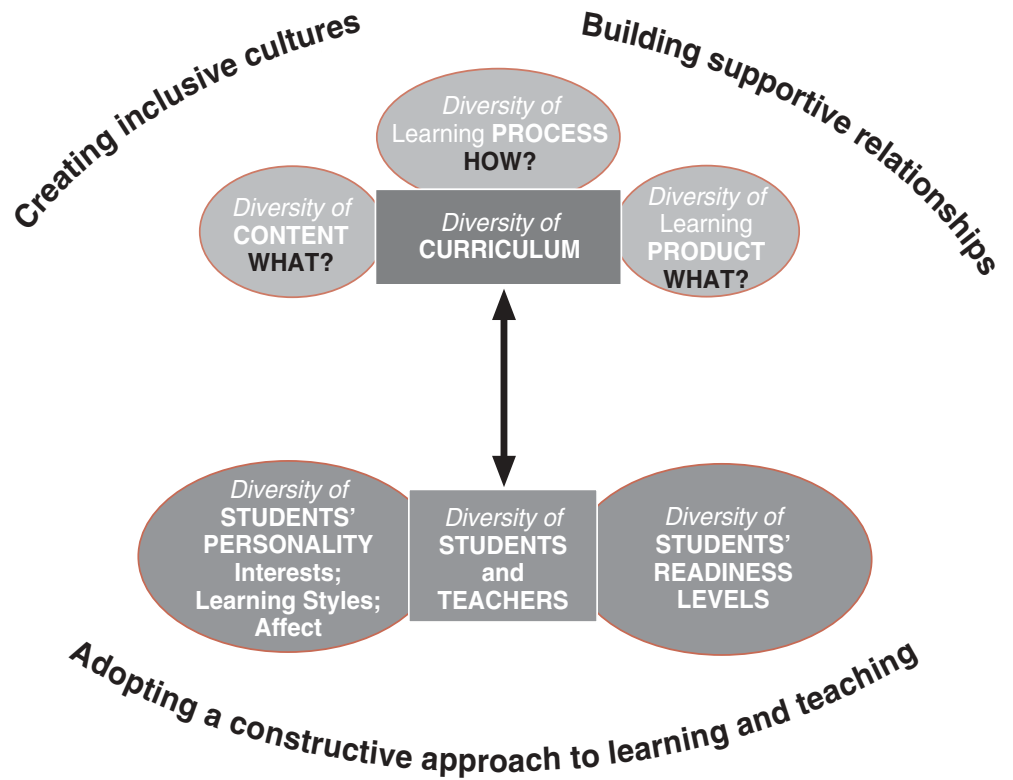 Creating inclusive cultures
Building supportive relationships
Diversity of
Learning PROCESS
HOW?
Diversity of
CONTENT
WHAT?
Diversity of
CURRICULUM
Diversity of
Learning
PRODUCT
WHAT?
Diversity of
STUDENTS’
PERSONALITY
Interests;
Learning Styles;
Affect
Diversity of
STUDENTS
and
TEACHERS
Diversity of
STUDENTS’
READINESS
LEVELS
Adopting a constructive approach to learning and teaching